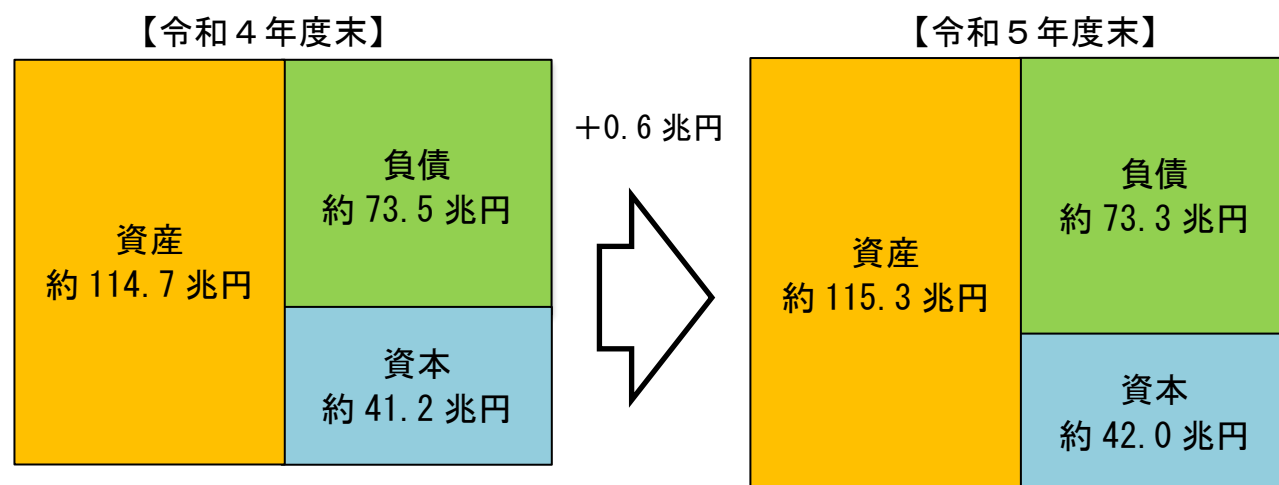 【令和４年度末】
資産
約 114.7 兆円
負債
約 73.5 兆円
資本
約 41.2 兆円
＋0.6 兆円
【令和５年度末】
資産
約 115.3 兆円
負債
約 73.3 兆円
資本
約 42.0 兆円